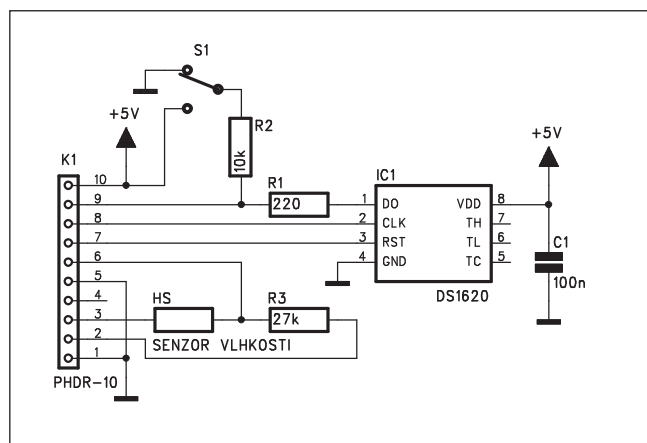 S1
+5V
K1
10
9
8
7
6
5
4
3
2
1
PHDR-10
R2
10k
R1
220
HS
SENZOR VLHKOSTI
R3
27k
IC1
1 DO VDD 8
2 CLK TH 7
3 RST TL 6
4 GND TC 5
DS1620
+5V
C1
100n